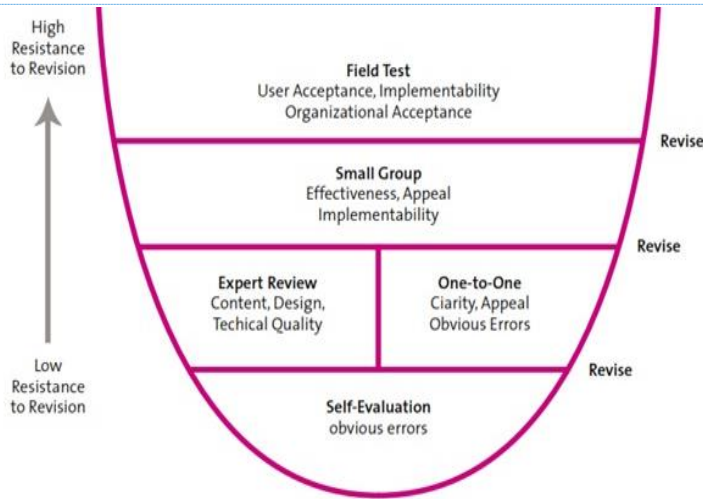 High
Resistance
to Revision
Field Test
User Acceptance, Implementability
Organizational Acceptance
Revise
Small Group
Effectiveness, Appeal
Implementability
Revise
Expert Review
Content, Design,
Techical Quality
One-to-One
Ciarity, Appeal
Obvious Errors
Revise
Low
Resistance
to Revision
Self-Evaluation
obvious errors